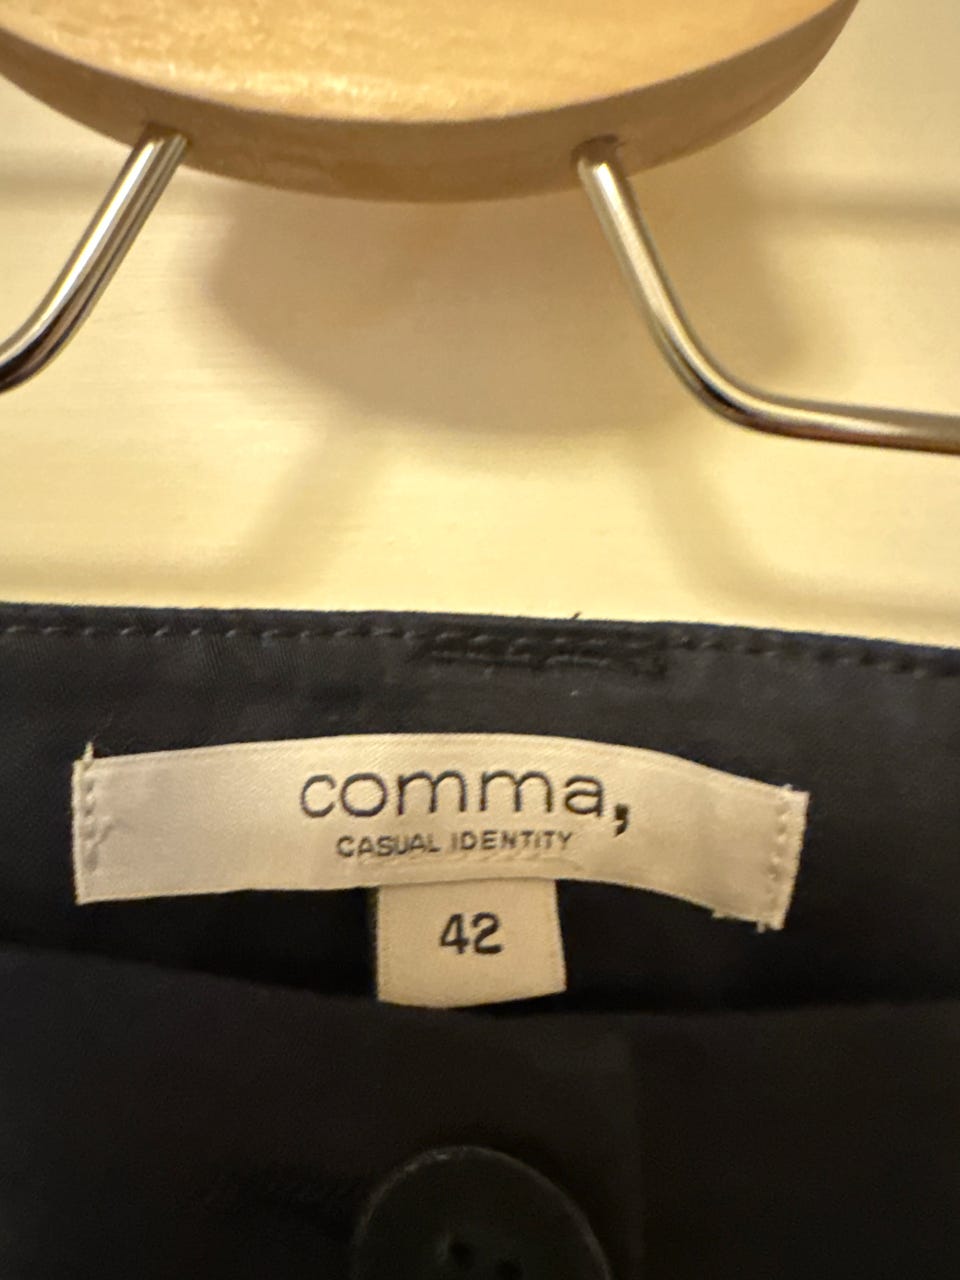 comma,
CASUAL IDENTITY
42